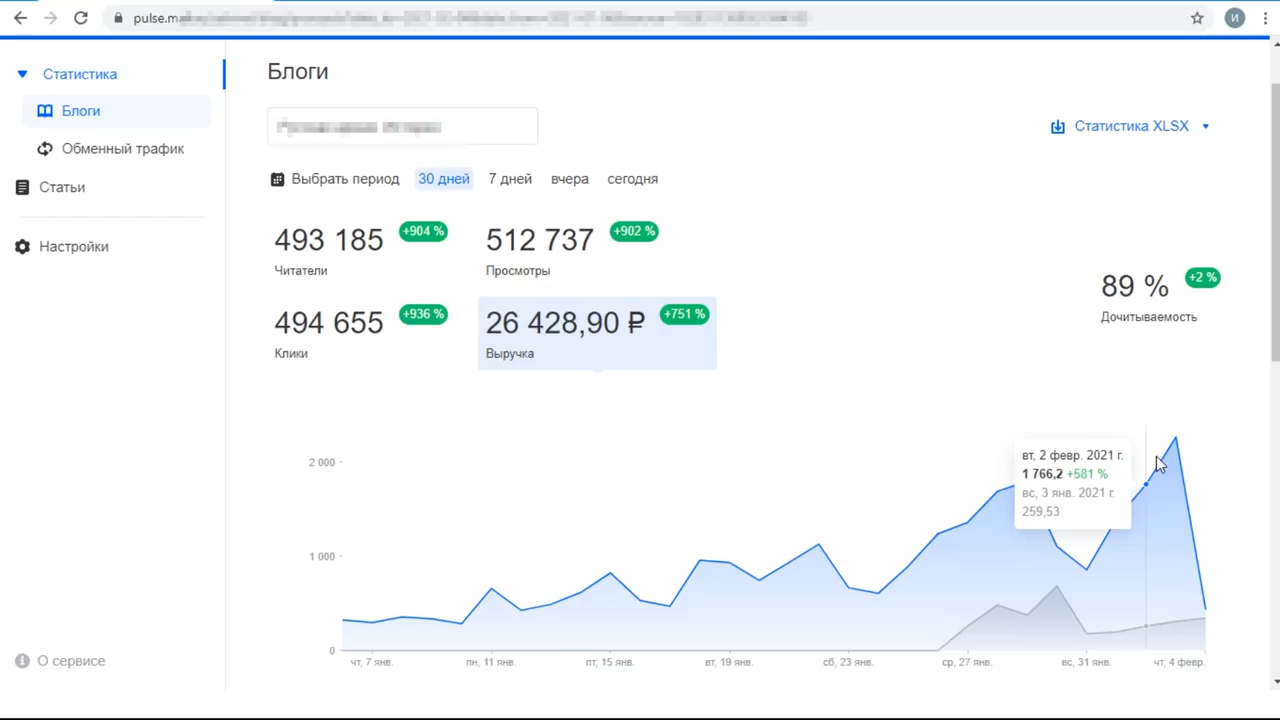 pulse.m
Статистика
Блоги
Обменный трафик
Статьи
Настройки
О сервисе
Блоги
Статистика XLSX
Выбрать период 30 дней 7 дней вчера сегодня
493 185 +904 %
Читатели
512 737 +902 %
Просмотры
494 655 +936 %
Клики
26 428,90 ₽ +751 %
Выручка
89 % +2 %
Дочитываемость
2 000
1 000
0
вт, 2 февр. 2021 г.
1 766,2 +581 %
вс, 3 янв. 2021 г.
259,53
чт, 7 янв. пн, 11 янв. пт, 15 янв. вт, 19 янв. сб, 23 янв. ср, 27 янв. вс, 31 янв. чт, 4 февр.
И